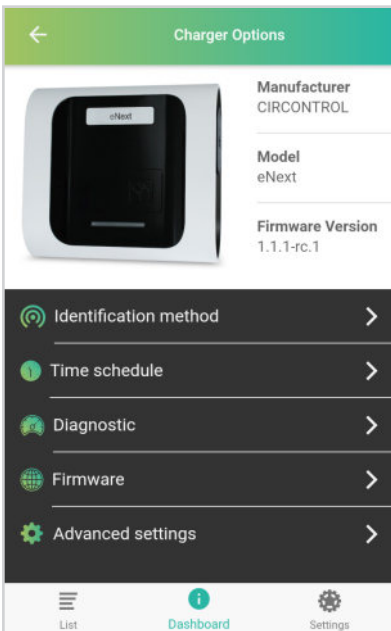 Charger Options
eNext
Manufacturer
CIRCONTROL
Model
eNext
Firmware Version
1.1.1-rc.1
Identification method
Time schedule
Diagnostic
Firmware
Advanced settings
List
Dashboard
Settings